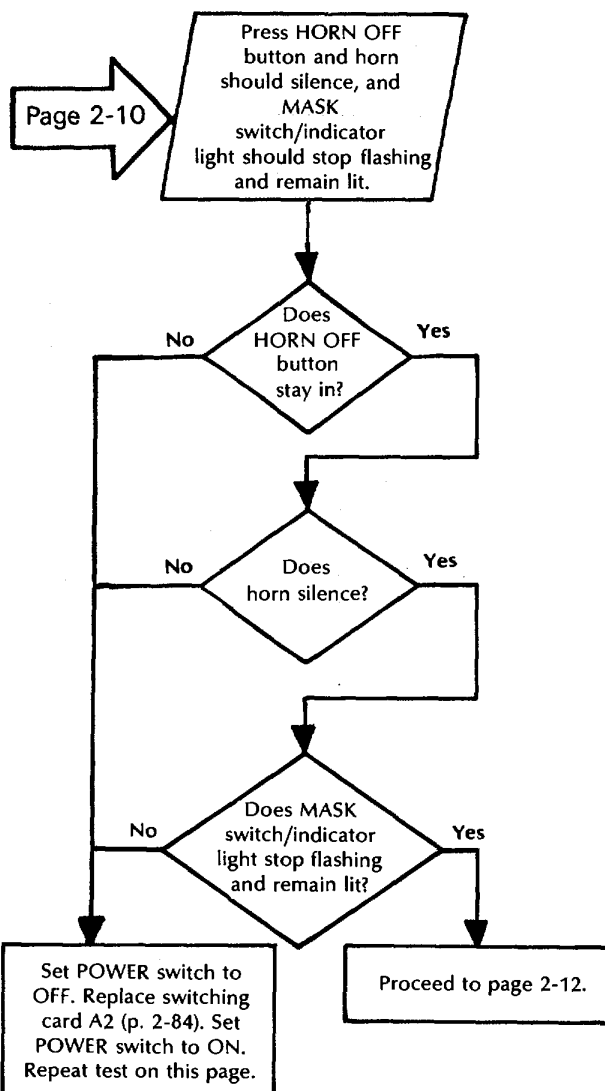 Press HORN OFF
button and horn
should silence, and
MASK
switch/indicator
light should stop flashing
and remain lit.
Page 2-10
Does
HORN OFF
button
stay in?
No
Yes
Does
horn silence?
No
Yes
Does MASK
switch/indicator
light stop flashing
and remain lit?
No
Yes
Set POWER switch to
OFF. Replace switching
card A2 (p. 2-84). Set
POWER switch to ON.
Repeat test on this page.
Proceed to page 2-12.